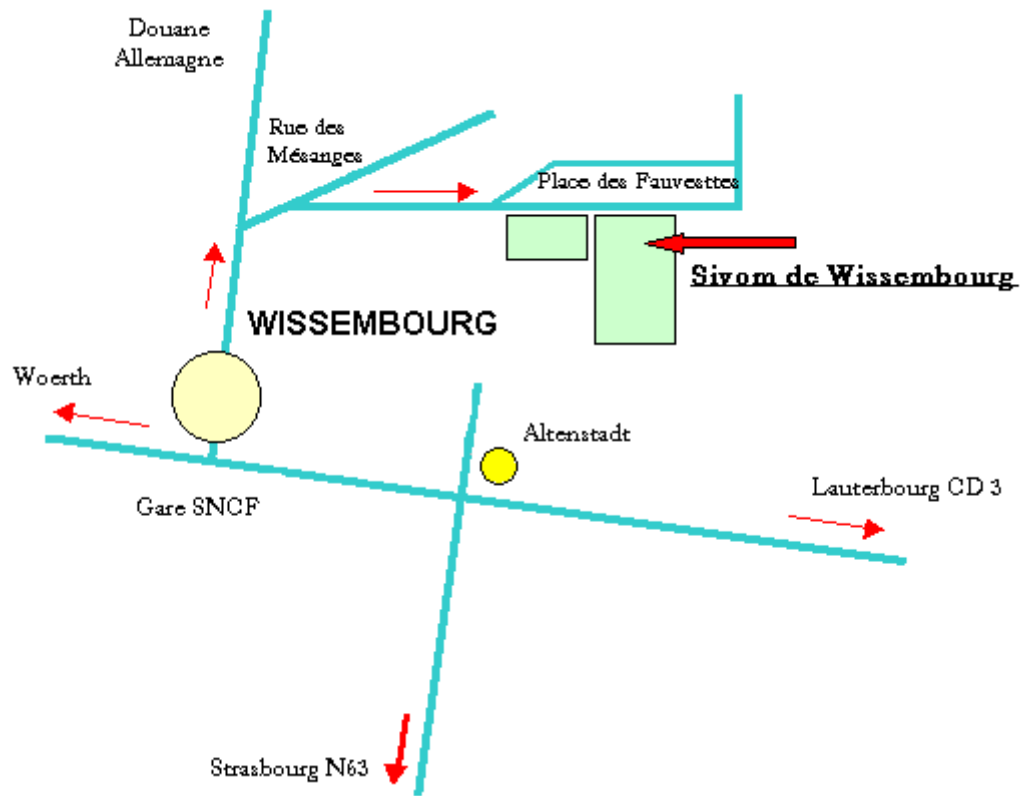 Douane
Allemagne
Rue des
Mésanges
Place des Fauvesttes
Sivom de Wissembourg
WISSEMBOURG
Woerth
Altenstadt
Lauterbourg CD 3
Gare SNCF
Strasbourg N63